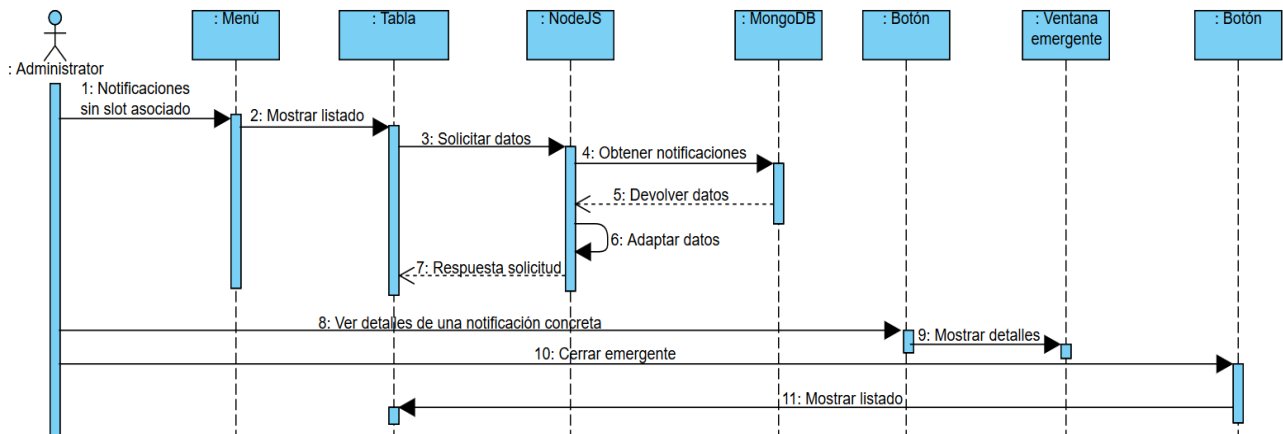 : Menú
: Tabla
: NodeJS
: MongoDB
: Botón
: Ventana
emergente
: Botón
: Administrator
1: Notificaciones
sin slot asociado
2: Mostrar listado
3: Solicitar datos
4: Obtener notificaciones
5: Devolver datos
6: Adaptar datos
7: Respuesta solicitud
8: Ver detalles de una notificación concreta
9: Mostrar detalles
10: Cerrar emergente
11: Mostrar listado